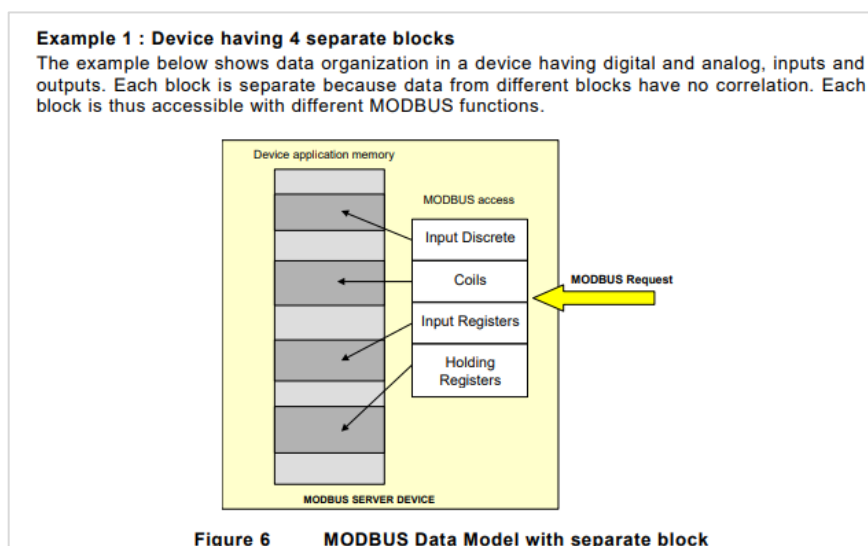 Example 1 : Device having 4 separate blocks
The example below shows data organization in a device having digital and analog, inputs and
outputs. Each block is separate because data from different blocks have no correlation. Each
block is thus accessible with different MODBUS functions.
Device application memory
MODBUS access
Input Discrete
Coils
MODBUS Request
Input Registers
Holding
Registers
MODBUS SERVER DEVICE
Figure 6 MODBUS Data Model with separate block